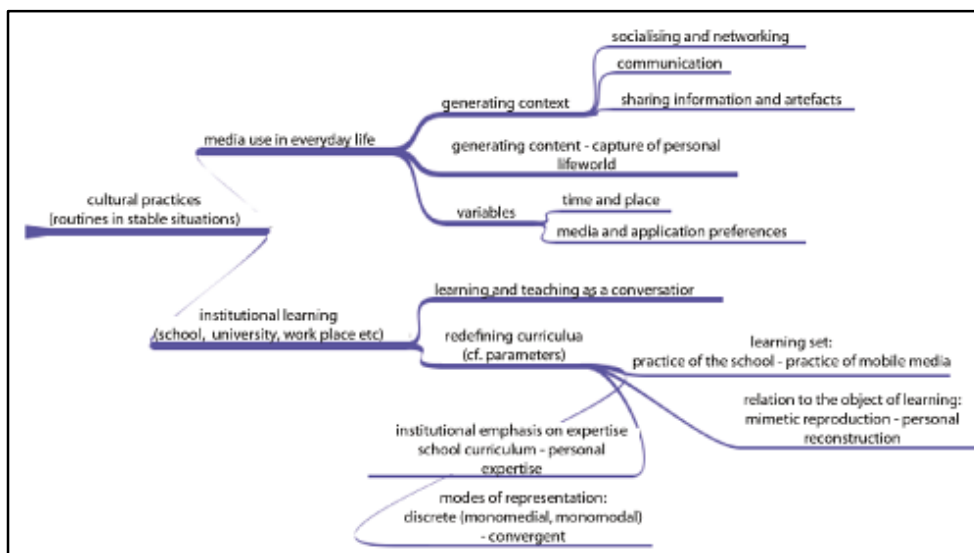 socialising and networking
communication
generating context
sharing information and artefacts
media use in everyday life
generating content - capture of personal
lifeworld
cultural practices
(routines in stable situations)
variables
time and place
media and application preferences
learning and teaching as a conversatior
institutional learning
(school, university, work place etc)
redefining curriculua
(cf. parameters)
learning set:
practice of the school - practice of mobile media
relation to the object of learning:
mimetic reproduction - personal
reconstruction
institutional emphasis on expertise
school curriculum - personal
expertise
modes of representation:
discrete (monomedial, monomodal)
- convergent